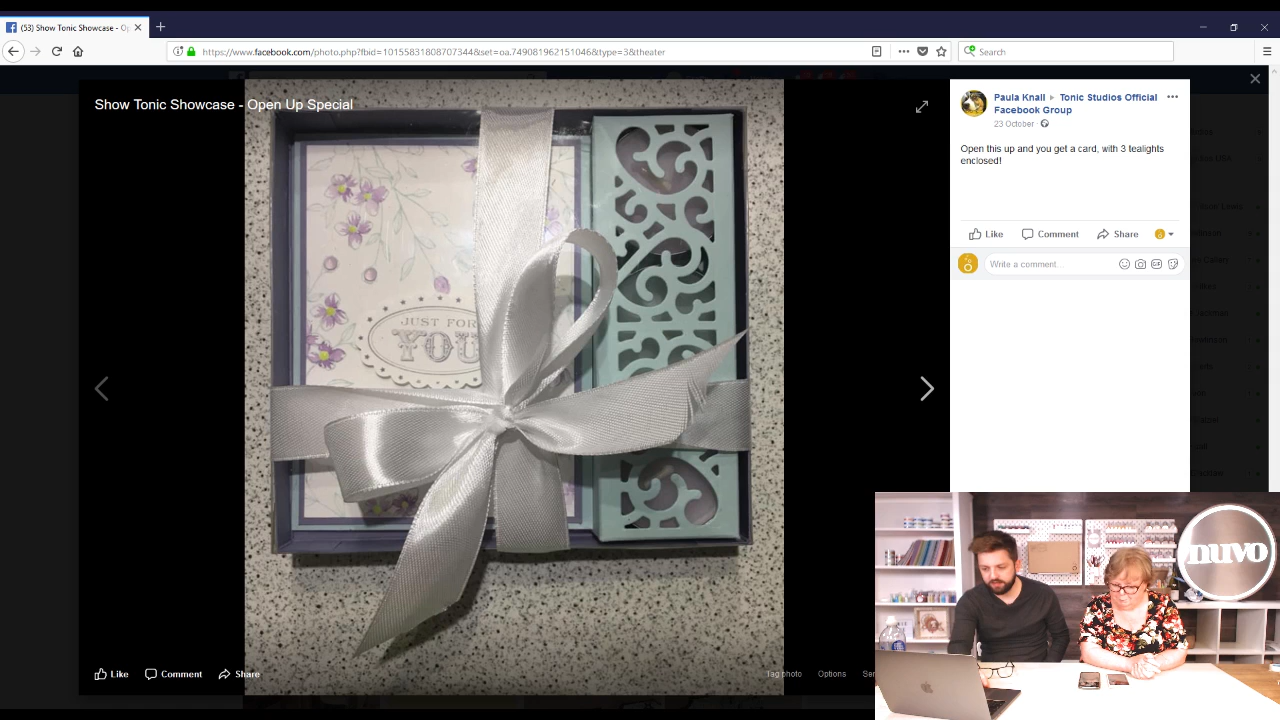 (53) Show Tonic Showcase - Op
https://www.facebook.com/photo.php?fbid=10155831808707344&set=oa.749081962151046&type=3&theater
Search
Show Tonic Showcase - Open Up Special
JUST FOR
YOU
Paula Knall ▸ Tonic Studios Official
Facebook Group
23 October ·
Open this up and you get a card, with 3 tealights
enclosed!
Like Comment Share
Write a comment...
GIF
Like Comment Share
Tag photo Options
nuvo